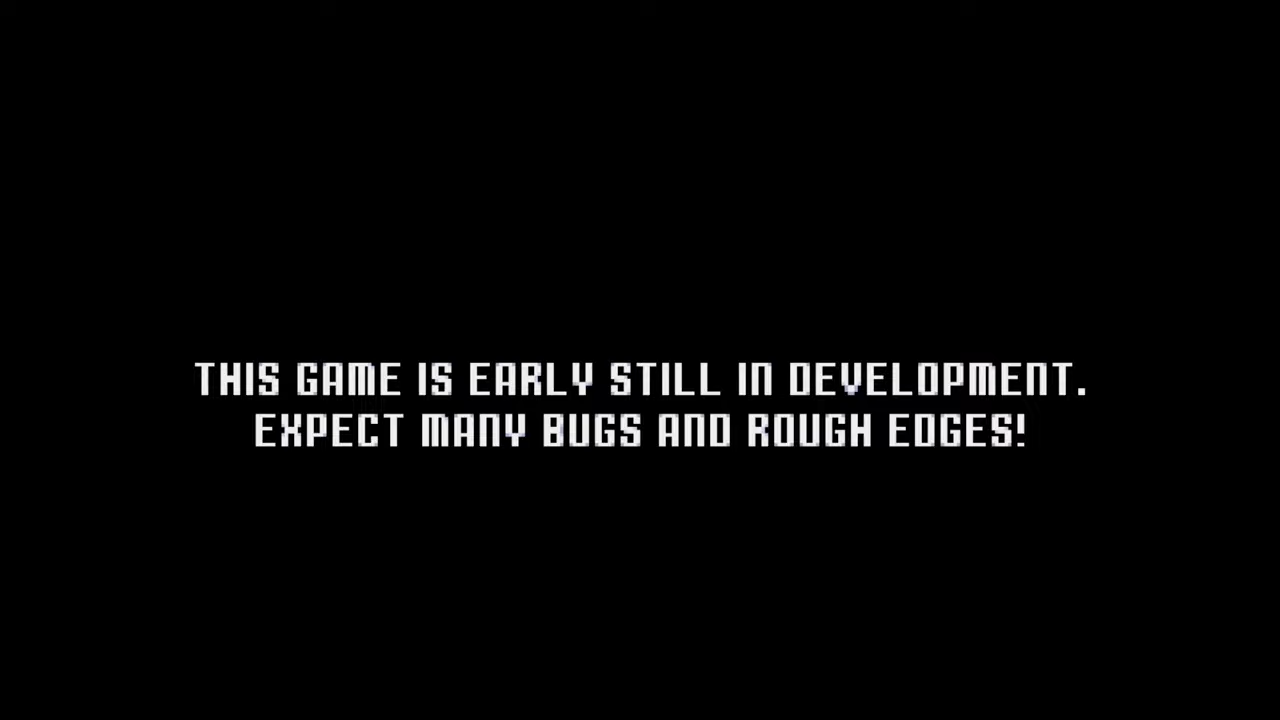 THIS GAME IS EARLY STILL IN DEVELOPMENT.
EXPECT MANY BUGS AND ROUGH EDGES!